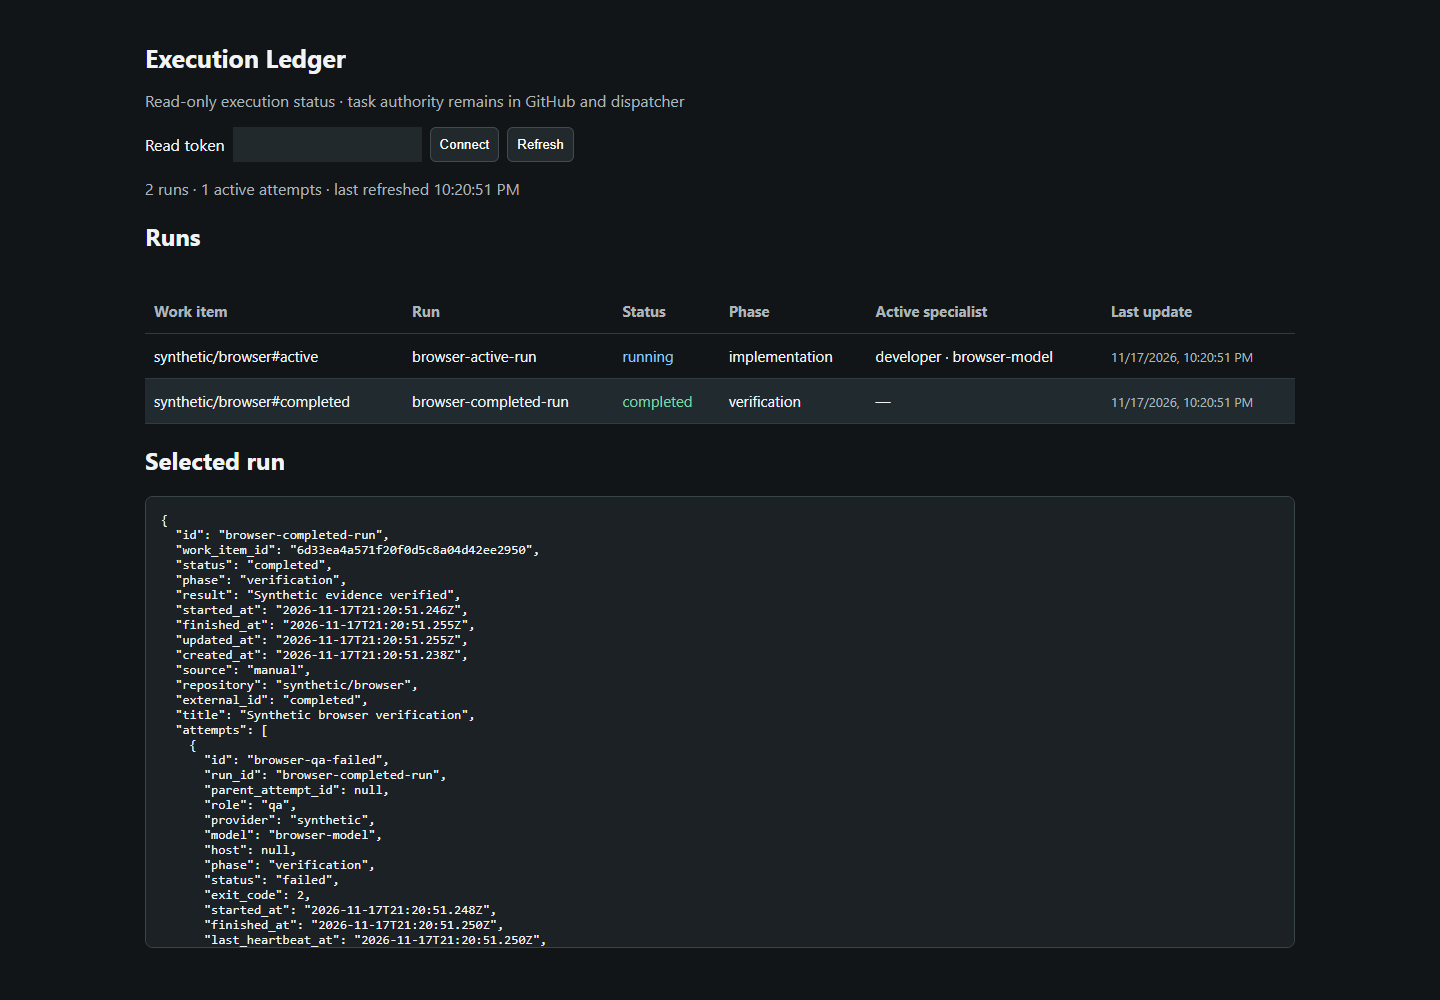 Execution Ledger
Read-only execution status · task authority remains in GitHub and dispatcher
Read token Connect Refresh
2 runs · 1 active attempts · last refreshed 10:20:51 PM
Runs
Work item Run Status Phase Active specialist Last update
synthetic/browser#active browser-active-run running implementation developer · browser-model 11/17/2026, 10:20:51 PM
synthetic/browser#completed browser-completed-run completed verification — 11/17/2026, 10:20:51 PM
Selected run
{
  "id": "browser-completed-run",
  "work_item_id": "6d33ea4a571f20f0d5c8a04d42ee2950",
  "status": "completed",
  "phase": "verification",
  "result": "Synthetic evidence verified",
  "started_at": "2026-11-17T21:20:51.246Z",
  "finished_at": "2026-11-17T21:20:51.255Z",
  "updated_at": "2026-11-17T21:20:51.255Z",
  "created_at": "2026-11-17T21:20:51.238Z",
  "source": "manual",
  "repository": "synthetic/browser",
  "external_id": "completed",
  "title": "Synthetic browser verification",
  "attempts": [
    {
      "id": "browser-qa-failed",
      "run_id": "browser-completed-run",
      "parent_attempt_id": null,
      "role": "qa",
      "provider": "synthetic",
      "model": "browser-model",
      "host": null,
      "phase": "verification",
      "status": "failed",
      "exit_code": 2,
      "started_at": "2026-11-17T21:20:51.248Z",
      "finished_at": "2026-11-17T21:20:51.250Z",
      "last_heartbeat_at": "2026-11-17T21:20:51.250Z",